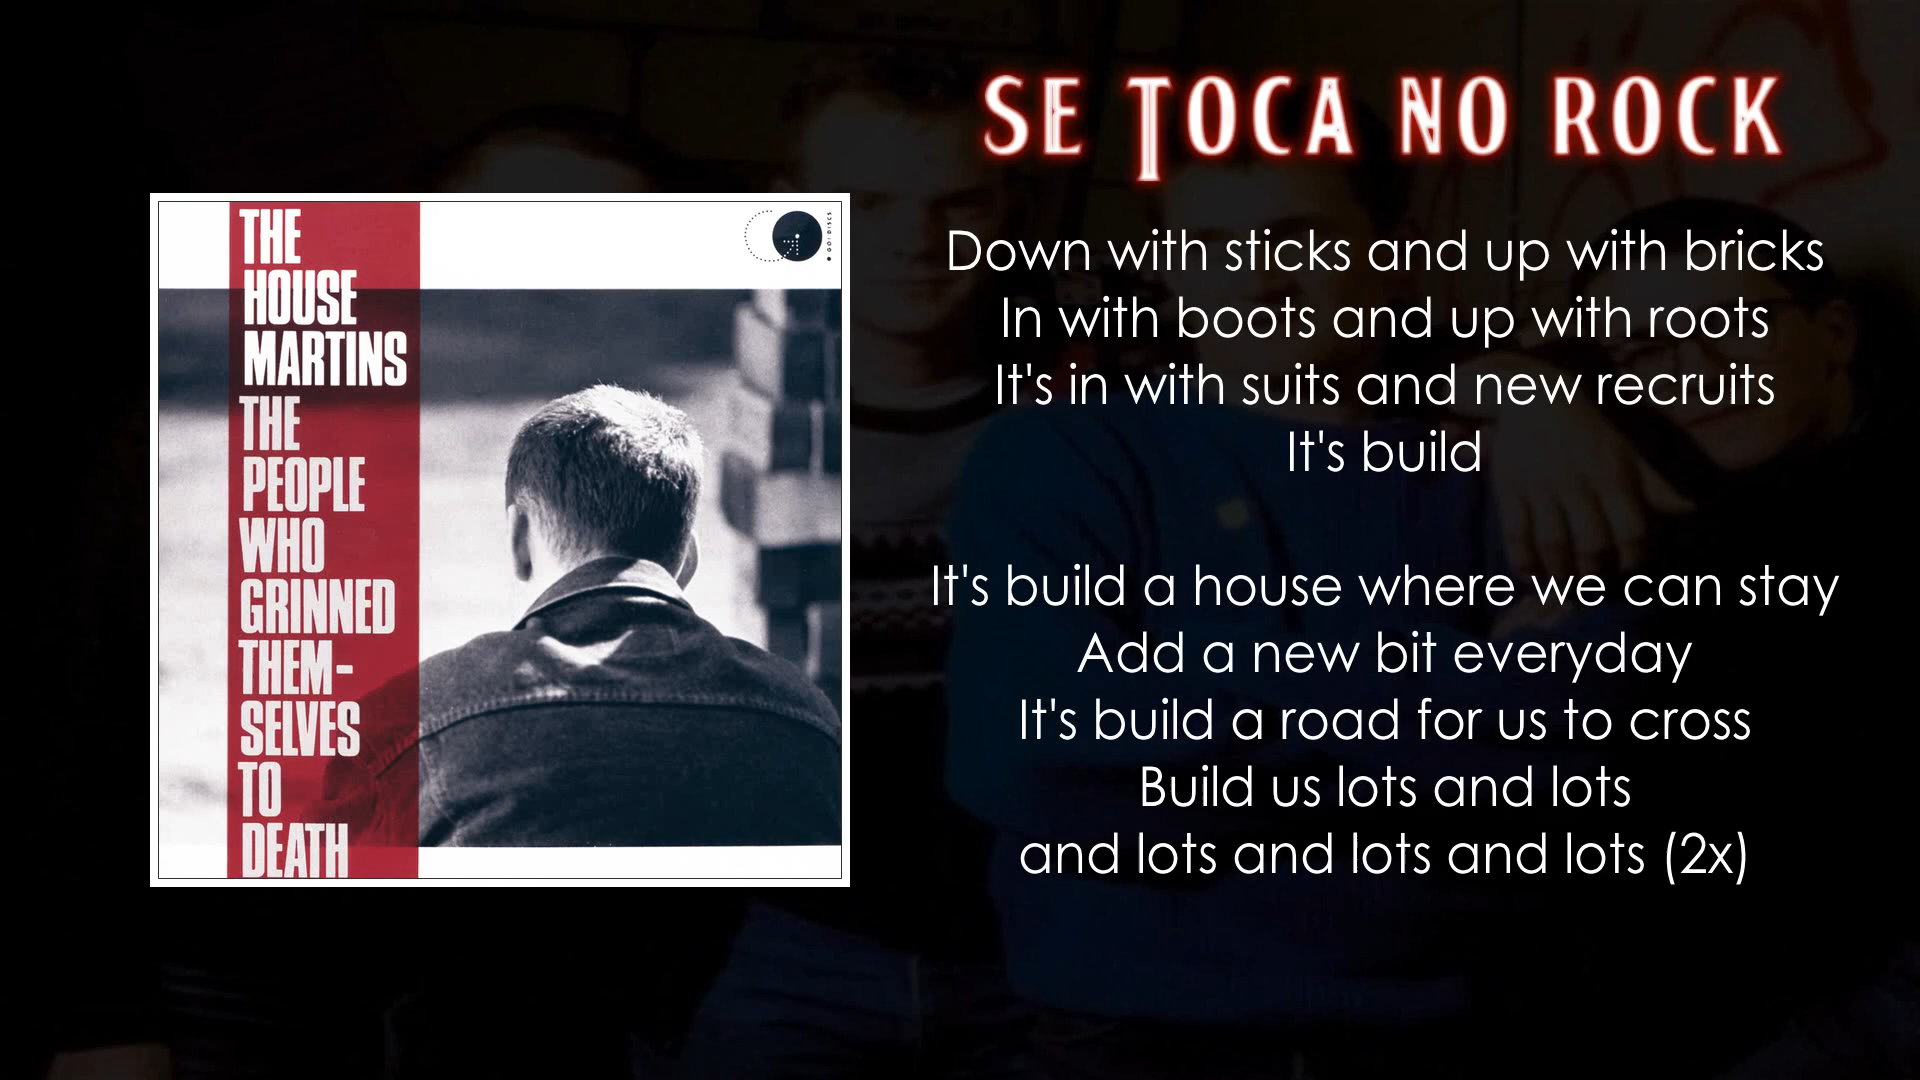 SE TOCA NO ROCK
THE
HOUSE
MARTINS
THE
PEOPLE
WHO
GRINNED
THEM-
SELVES
TO
DEATH
GO! DISCS
Down with sticks and up with bricks
In with boots and up with roots
It's in with suits and new recruits
It's build
It's build a house where we can stay
Add a new bit everyday
It's build a road for us to cross
Build us lots and lots
and lots and lots and lots (2x)